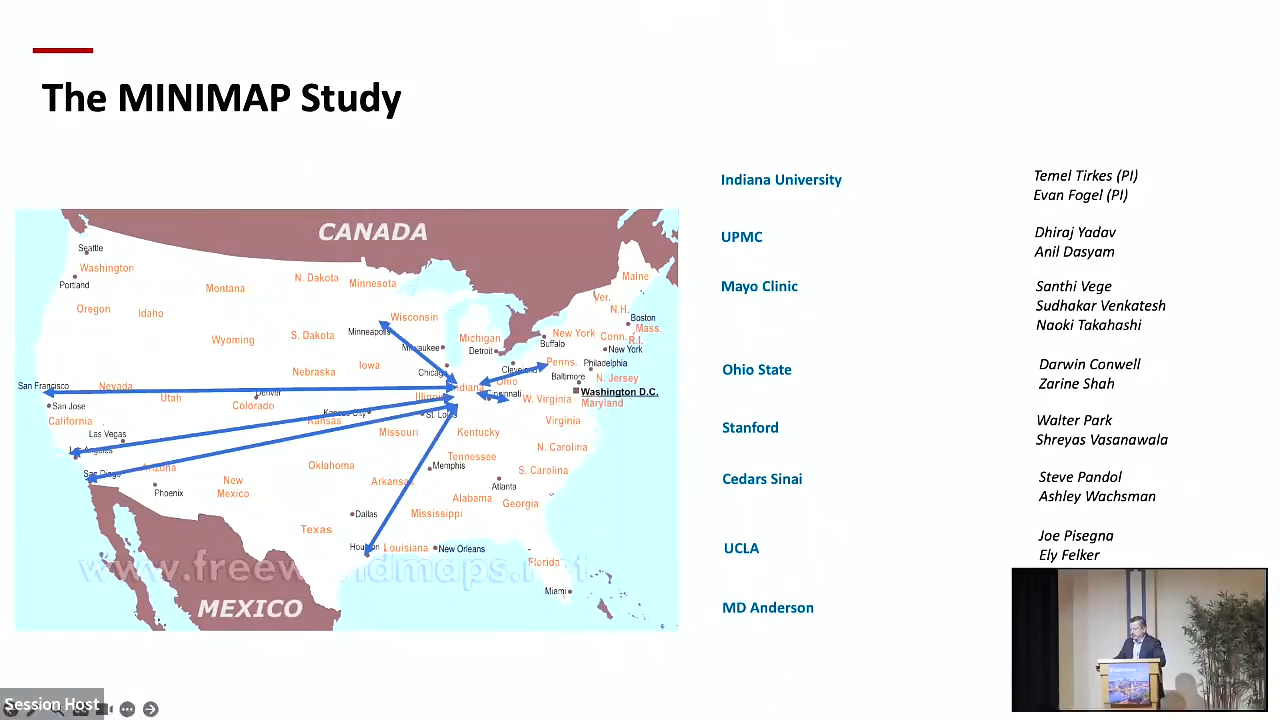 The MINIMAP Study
Indiana University
Temel Tirkes (PI)
Evan Fogel (PI)
UPMC
Dhiraj Yadav
Anil Dasyam
Mayo Clinic
Santhi Vege
Sudhakar Venkatesh
Naoki Takahashi
Ohio State
Darwin Conwell
Zarine Shah
Stanford
Walter Park
Shreyas Vasanawala
Cedars Sinai
Steve Pandol
Ashley Wachsman
UCLA
Joe Pisegna
Ely Felker
MD Anderson
CANADA
Seattle
Washington
Portland
Oregon
Idaho
Montana
N. Dakota
Minnesota
Maine
Ver.
N.H.
Boston
Mass.
Wisconsin
Minneapolis
Wyoming
S. Dakota
Michigan
New York
Conn.
R.I.
Buffalo
Milwaukee
Detroit
New York
Iowa
Nebraska
Chicago
Penns.
Philadelphia
Baltimore
N. Jersey
San Francisco
Nevada
Utah
Denver
Colorado
Indiana
Ohio
Washington D.C.
W. Virginia
Maryland
San Jose
California
Kansas City
Kansas
St. Louis
Virginia
Las Vegas
Missouri
Kentucky
Los Angeles
N. Carolina
San Diego
Arizona
Oklahoma
Tennessee
Memphis
S. Carolina
New
Mexico
Phoenix
Arkansas
Atlanta
Alabama
Georgia
Dallas
Mississippi
Texas
Houston
Louisiana
New Orleans
Florida
www.freeworldmaps.net
Miami
MEXICO
Session Host